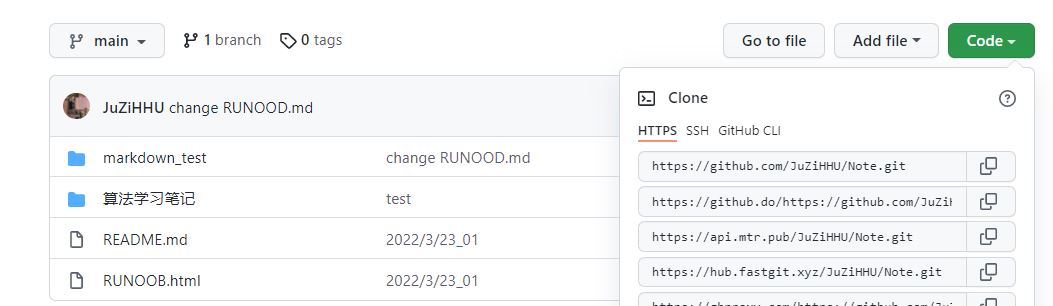 main
1 branch
0 tags
Go to file
Add file
Code
JuZiHHU change RUNOOD.md
markdown_test
change RUNOOD.md
算法学习笔记
test
README.md
2022/3/23_01
RUNOOB.html
2022/3/23_01
Clone
HTTPS SSH GitHub CLI
https://github.com/JuZiHHU/Note.git
https://github.do/https://github.com/JuZiH
https://api.mtr.pub/JuZiHHU/Note.git
https://hub.fastgit.xyz/JuZiHHU/Note.git